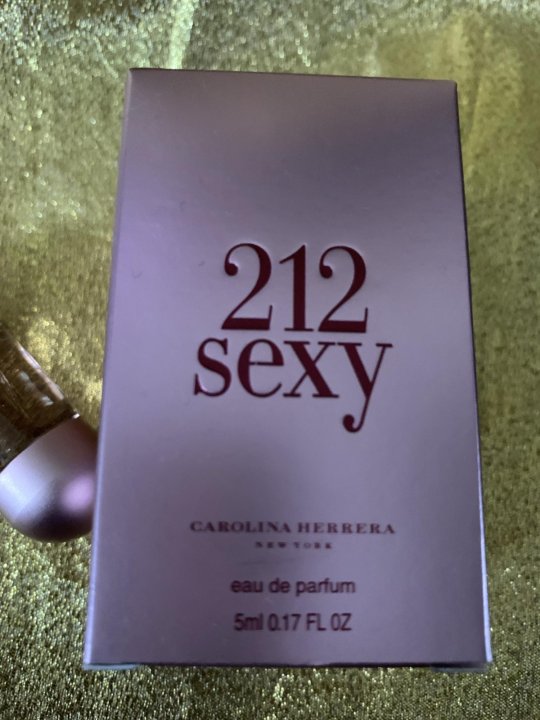 212
sexy
CAROLINA HERRERA
NEW YORK
eau de parfum
5ml 0.17 FL OZ